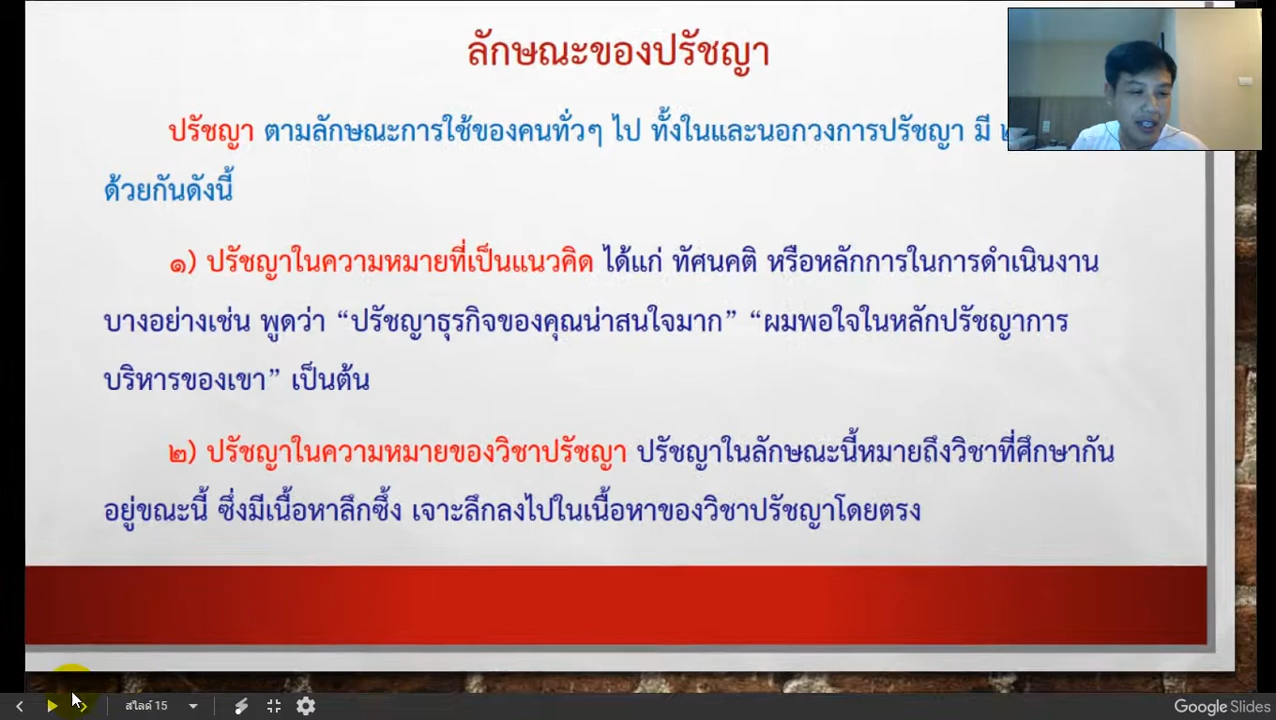 ลักษณะของปรัชญา
ปรัชญา ตามลักษณะการใช้ของคนทั่วๆ ไป ทั้งในและนอกวงการปรัชญา มี
ด้วยกันดังนี้
๑) ปรัชญาในความหมายที่เป็นแนวคิด ได้แก่ ทัศนคติ หรือหลักการในการดำเนินงาน
บางอย่างเช่น พูดว่า “ปรัชญาธุรกิจของคุณน่าสนใจมาก” “ผมพอใจในหลักปรัชญาการ
บริหารของเขา” เป็นต้น
๒) ปรัชญาในความหมายของวิชาปรัชญา ปรัชญาในลักษณะนี้หมายถึงวิชาที่ศึกษากัน
อยู่ขณะนี้ ซึ่งมีเนื้อหาลึกซึ้ง เจาะลึกลงไปในเนื้อหาของวิชาปรัชญาโดยตรง
สไลด์ 15
Google Slides